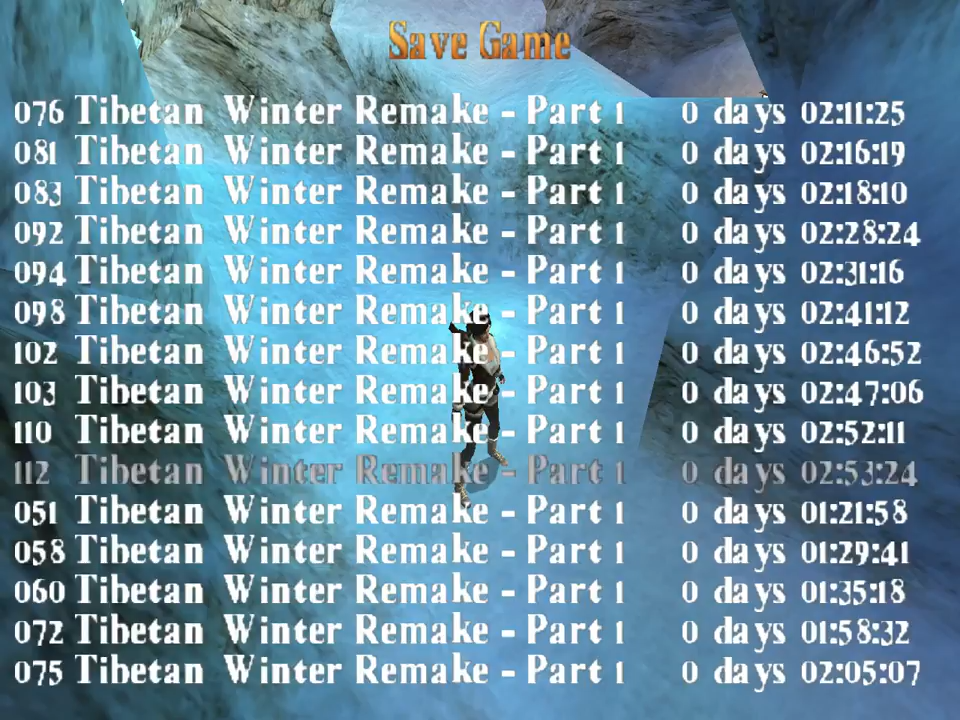 Save Game
076 Tibetan Winter Remake - Part 1 0 days 02:11:25
081 Tibetan Winter Remake - Part 1 0 days 02:16:19
083 Tibetan Winter Remake - Part 1 0 days 02:18:10
092 Tibetan Winter Remake - Part 1 0 days 02:28:24
094 Tibetan Winter Remake - Part 1 0 days 02:31:16
098 Tibetan Winter Remake - Part 1 0 days 02:41:12
102 Tibetan Winter Remake - Part 1 0 days 02:46:52
103 Tibetan Winter Remake - Part 1 0 days 02:47:06
110 Tibetan Winter Remake - Part 1 0 days 02:52:11
112 Tibetan Winter Remake - Part 1 0 days 02:53:24
051 Tibetan Winter Remake - Part 1 0 days 01:21:58
058 Tibetan Winter Remake - Part 1 0 days 01:29:41
060 Tibetan Winter Remake - Part 1 0 days 01:35:18
072 Tibetan Winter Remake - Part 1 0 days 01:58:32
075 Tibetan Winter Remake - Part 1 0 days 02:05:07